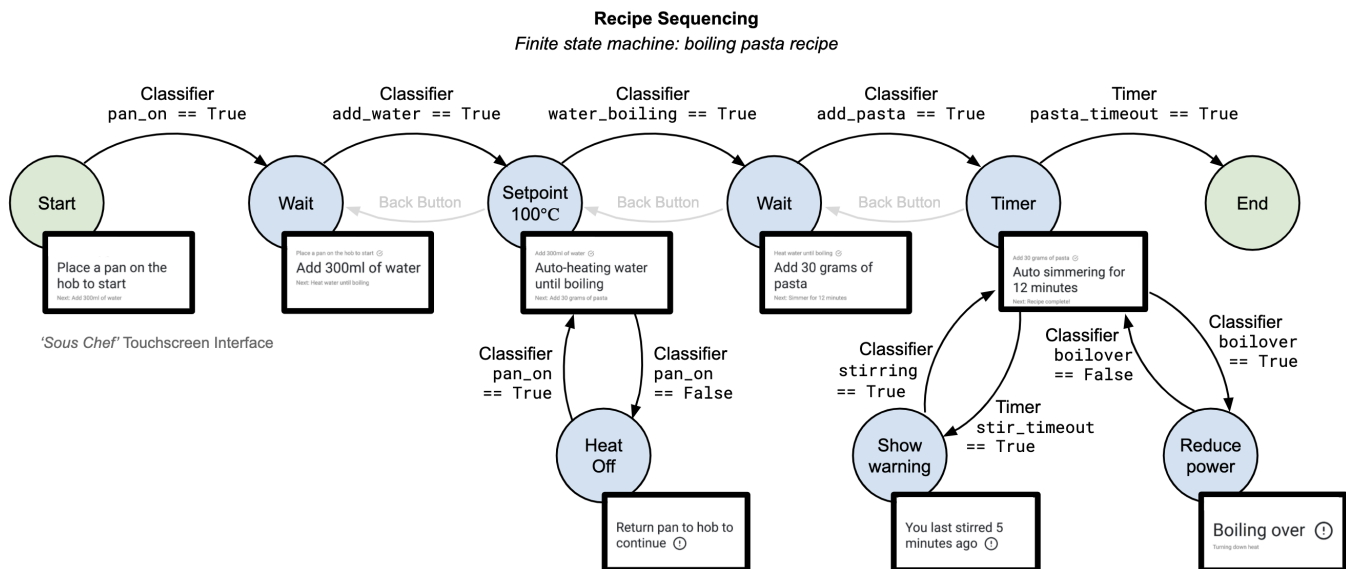 Recipe Sequencing
Finite state machine: boiling pasta recipe
Classifier
pan_on == True
Classifier
add_water == True
Classifier
water_boiling == True
Classifier
add_pasta == True
Timer
pasta_timeout == True
Start
Wait
Back Button
Setpoint
100°C
Back Button
Wait
Back Button
Timer
End
Place a pan on the
hob to start
Next: Add 300ml of water
Place a pan on the hob to start
Add 300ml of water
Next: Heat water until boiling
Add 300ml of water
Auto-heating water
until boiling
Next: Add 30 grams of pasta
Heat water until boiling
Add 30 grams of
pasta
Next: Simmer for 12 minutes
Add 30 grams of pasta
Auto simmering for
12 minutes
Next: Recipe complete!
'Sous Chef' Touchscreen Interface
Classifier
pan_on
== True
Classifier
pan_on
== False
Classifier
stirring
== True
Timer
stir_timeout
== True
Classifier
boilover
== False
Classifier
boilover
== True
Heat
Off
Show
warning
Reduce
power
Return pan to hob to
continue
You last stirred 5
minutes ago
Boiling over
Turning down heat